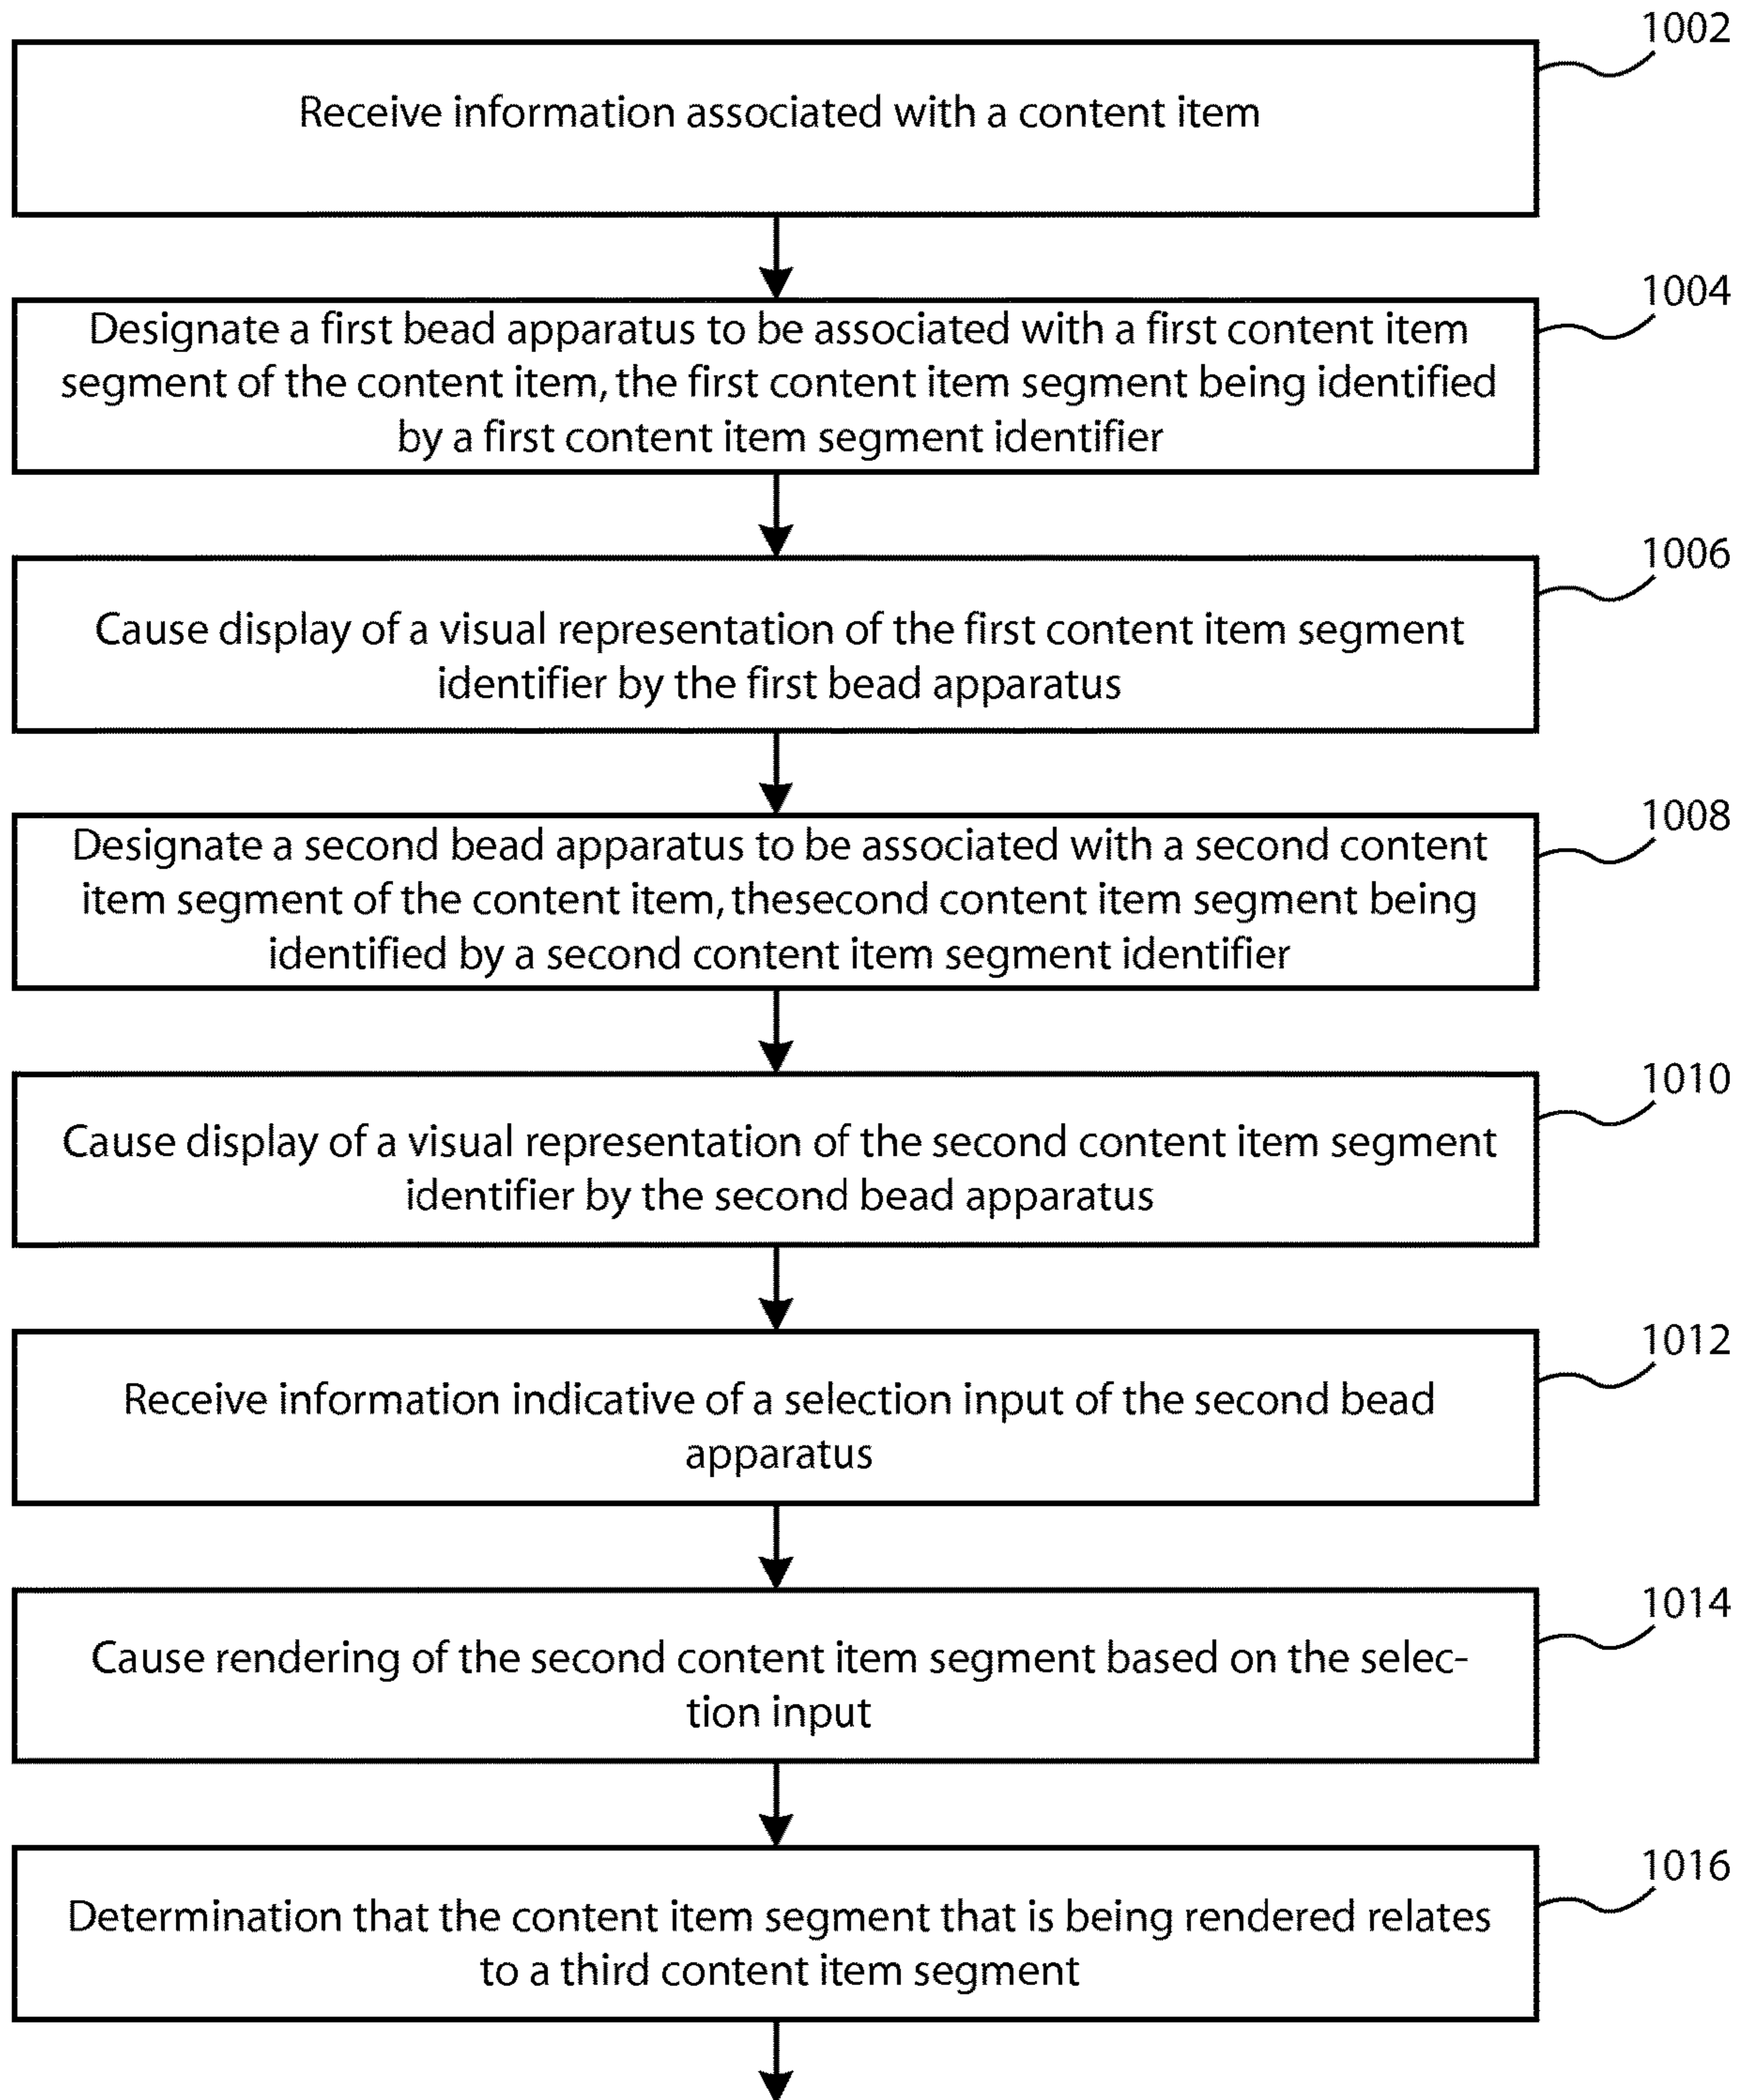 1002
Receive information associated with a content item
1004
Designate a first bead apparatus to be associated with a first content item
segment of the content item, the first content item segment being identified
by a first content item segment identifier
1006
Cause display of a visual representation of the first content item segment
identifier by the first bead apparatus
1008
Designate a second bead apparatus to be associated with a second content
item segment of the content item, thesecond content item segment being
identified by a second content item segment identifier
1010
Cause display of a visual representation of the second content item segment
identifier by the second bead apparatus
1012
Receive information indicative of a selection input of the second bead
apparatus
1014
Cause rendering of the second content item segment based on the selec-
tion input
1016
Determination that the content item segment that is being rendered relates
to a third content item segment